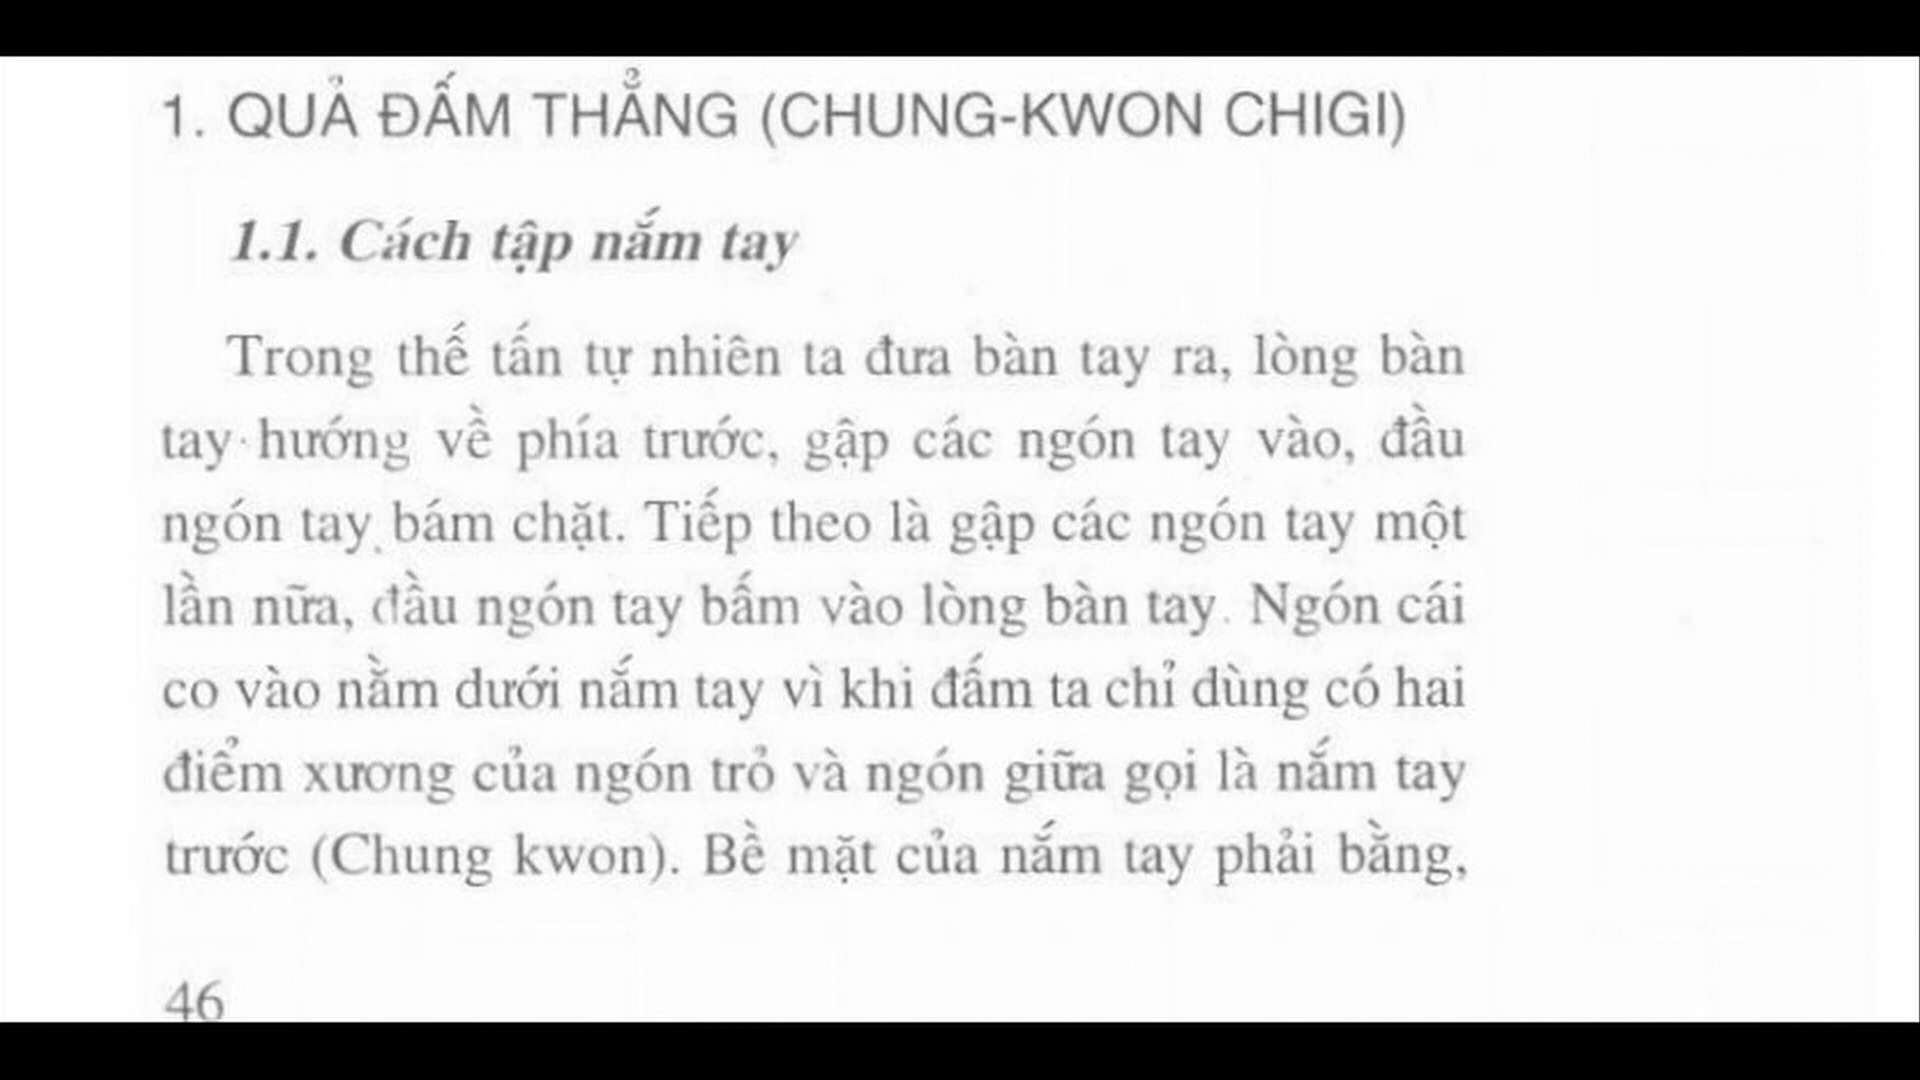 1. QUẢ ĐẤM THẲNG (CHUNG-KWON CHIGI)
1.1. Cách tập nắm tay
Trong thế tấn tự nhiên ta đưa bàn tay ra, lòng bàn
tay hướng về phía trước, gập các ngón tay vào, đầu
ngón tay bám chặt. Tiếp theo là gập các ngón tay một
lần nữa, đầu ngón tay bấm vào lòng bàn tay. Ngón cái
co vào nằm dưới nắm tay vì khi đấm ta chỉ dùng có hai
điểm xương của ngón trỏ và ngón giữa gọi là nắm tay
trước (Chung kwon). Bề mặt của nắm tay phải bằng,
46